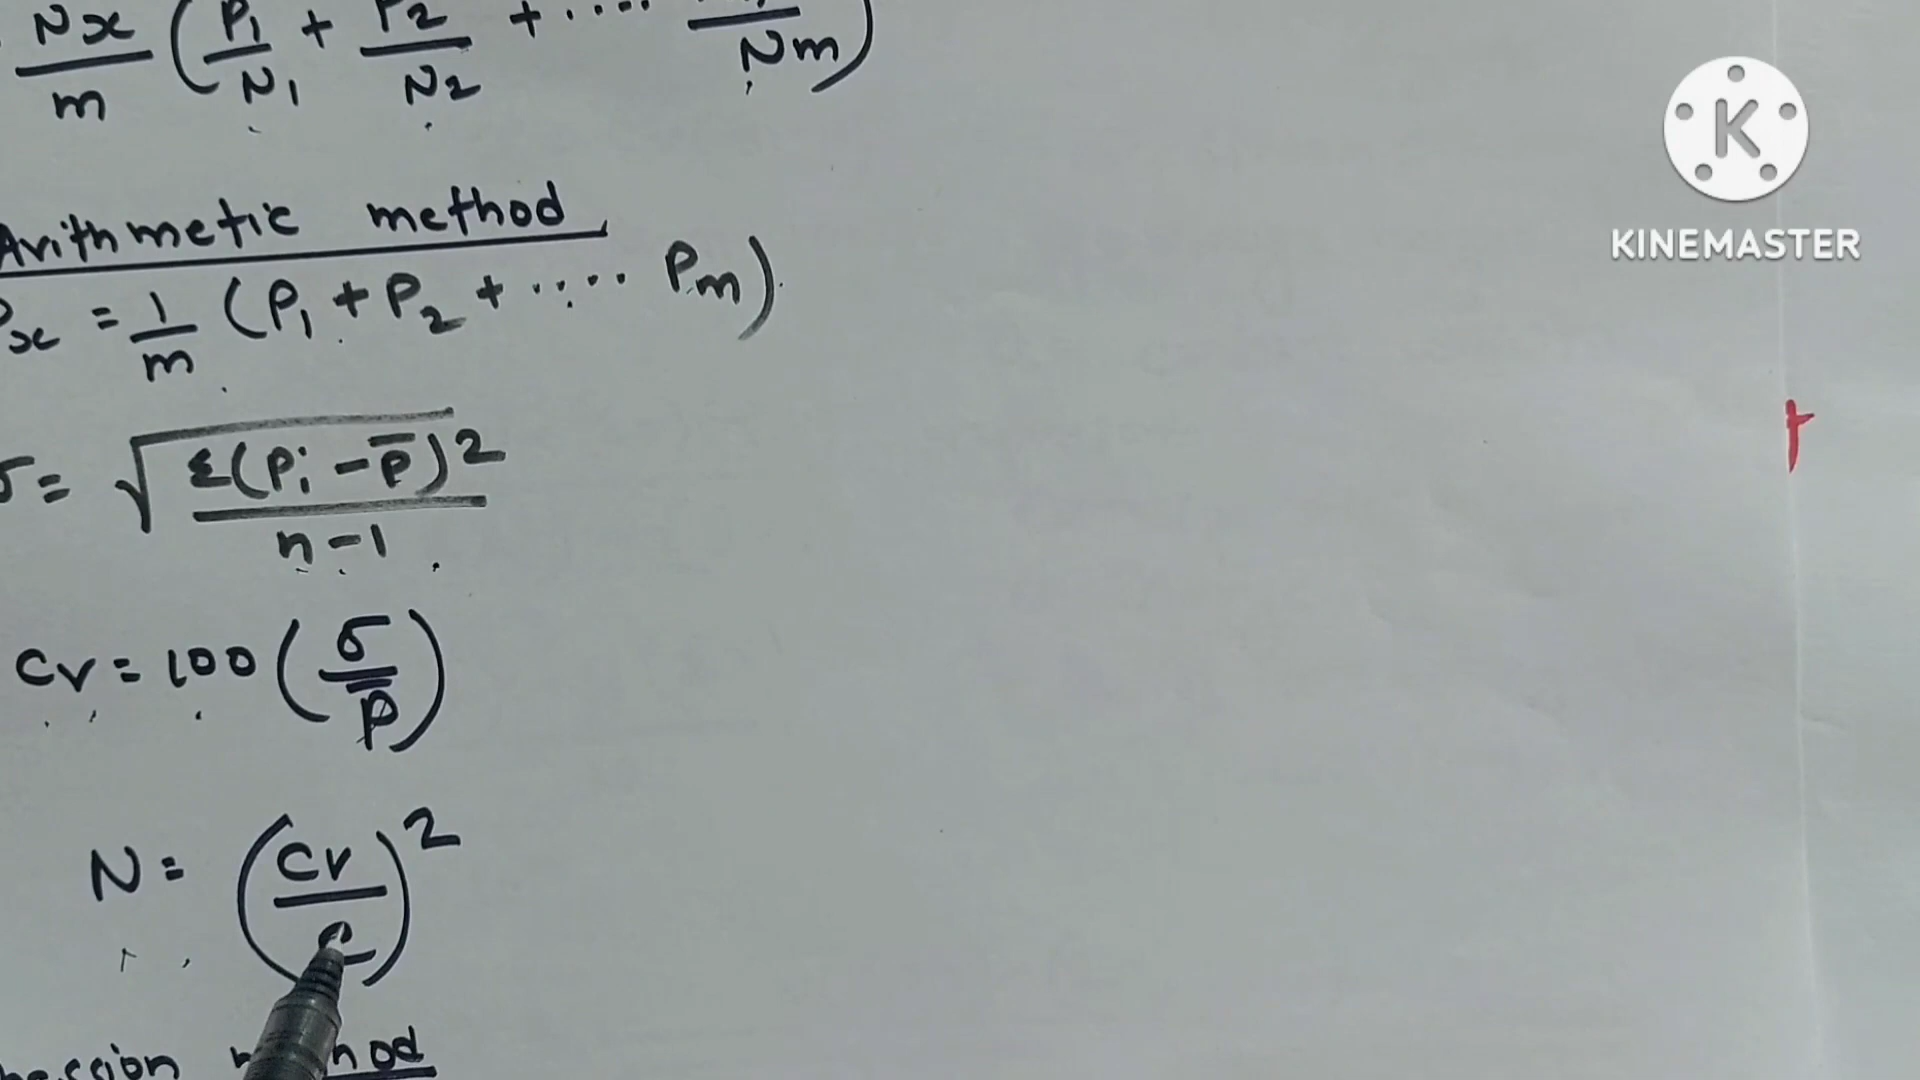 Nx/m (P1/N1 + P2/N2 + ..... /Nm)
K
KINEMASTER
Arithmetic method
Px = 1/m (P1 + P2 + ..... Pm)
σ = √Σ(Pi - P̄)²/n-1
Cv = 100 (σ/P̄)
N = (Cv/)²